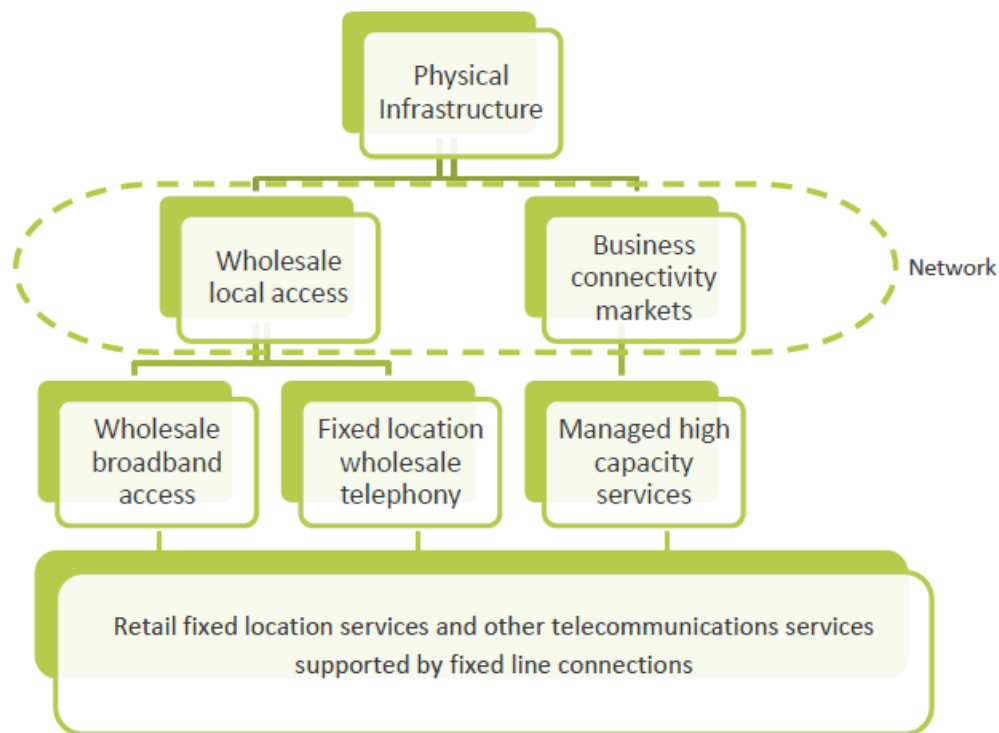 Physical
Infrastructure
Wholesale
local access
Business
connectivity
markets
Network
Wholesale
broadband
access
Fixed location
wholesale
telephony
Managed high
capacity
services
Retail fixed location services and other telecommunications services
supported by fixed line connections